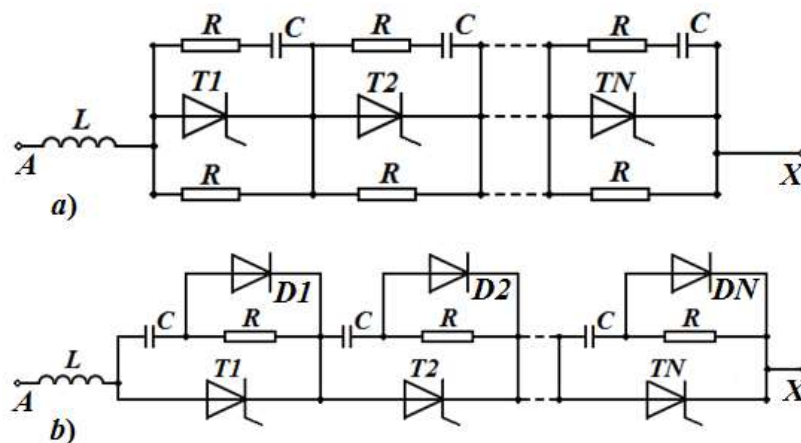 R C R C R C
T1 T2 TN
L
A X
R R R
a)
D1 D2 DN
C R C R C R
L T1 T2 TN
A X
b)